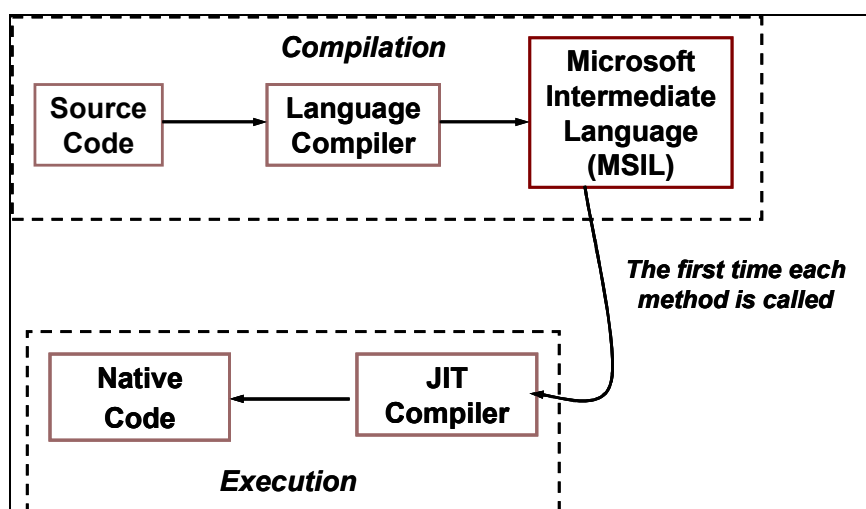 Compilation
Source
Code
Language
Compiler
Microsoft
Intermediate
Language
(MSIL)
The first time each
method is called
Native
Code
JIT
Compiler
Execution